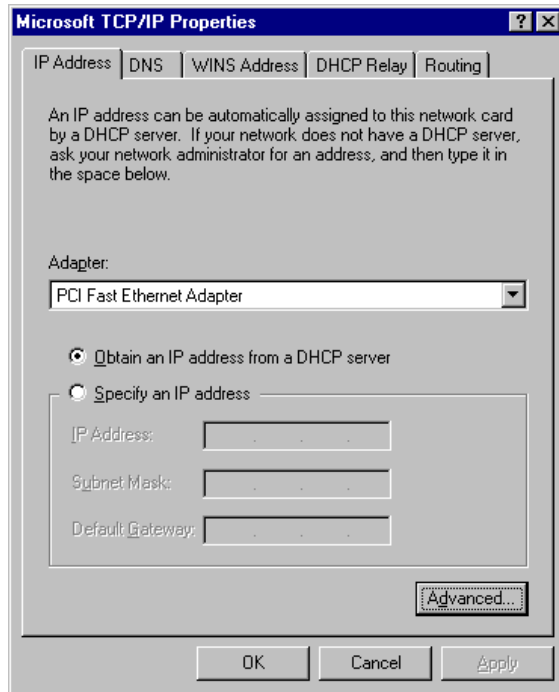 Microsoft TCP/IP Properties
IP Address DNS WINS Address DHCP Relay Routing
An IP address can be automatically assigned to this network card
by a DHCP server. If your network does not have a DHCP server,
ask your network administrator for an address, and then type it in
the space below.
Adapter:
PCI Fast Ethernet Adapter
Obtain an IP address from a DHCP server
Specify an IP address
IP Address:
Subnet Mask:
Default Gateway:
Advanced...
OK Cancel Apply